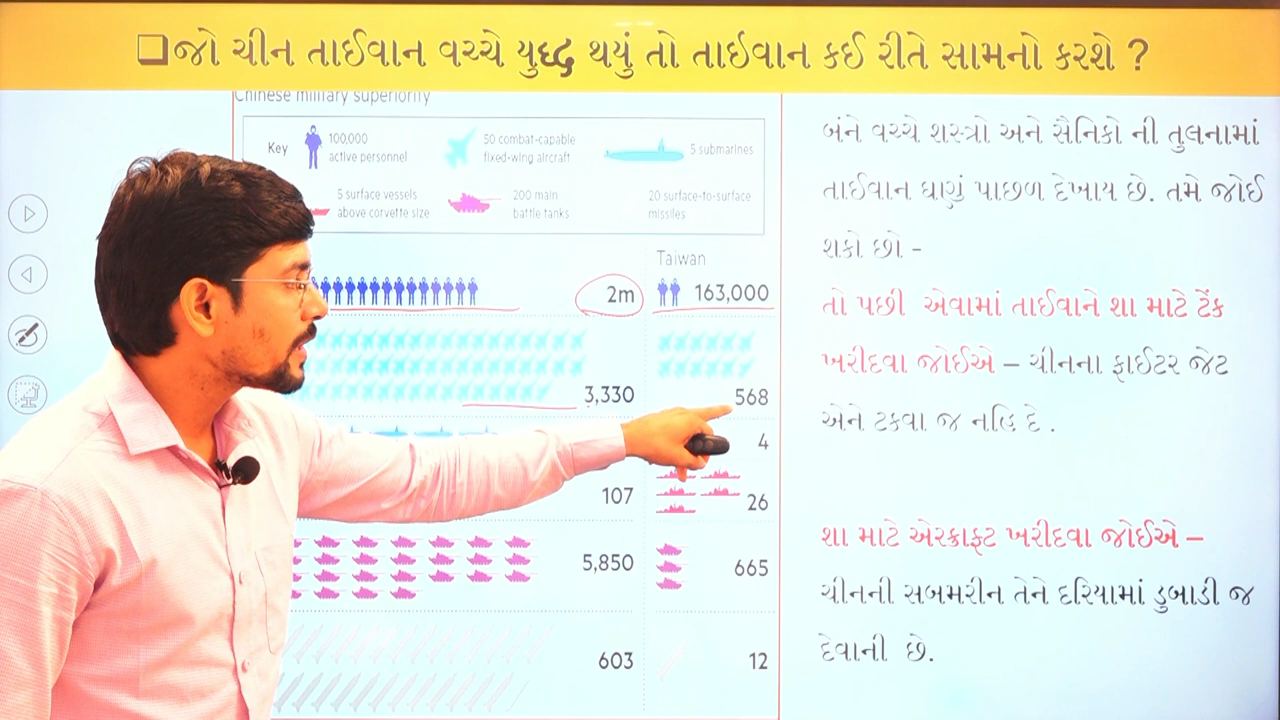 ❑જો ચીન તાઈવાન વચ્ચે યુદ્ધ થયું તો તાઇવાન કઈ રીતે સામનો કરશે ?
Chinese military superiority
Key
100,000
active personnel
50 combat-capable
fixed-wing aircraft
5 submarines
5 surface vessels
above corvette size
200 main
battle tanks
20 surface-to-surface
missiles
Taiwan
2m
163,000
3,330
568
4
107
26
5,850
665
603
12
બંને વચ્ચે શસ્ત્રો અને સૈનિકો ની તુલનામાં
તાઈવાન ઘણું પાછળ દેખાય છે. તમે જોઈ
શકો છો -
તો પછી એવામાં તાઈવાને શા માટે ટેંક
ખરીદવા જોઈએ – ચીનના ફાઈટર જેટ
એને ટકવા જ નહિ દે .
શા માટે એરક્રાફ્ટ ખરીદવા જોઈએ –
ચીનની સબમરીન તેને દરિયામાં ડુબાડી જ
દેવાની છે.